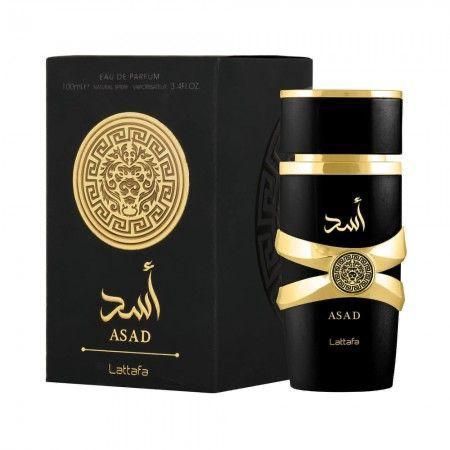 EAU DE PARFUM
100ml℮ NATURAL SPRAY - VAPORISATEUR 3.4FL.OZ.
أسد
ASAD
Lattafa
أسد
ASAD
Lattafa